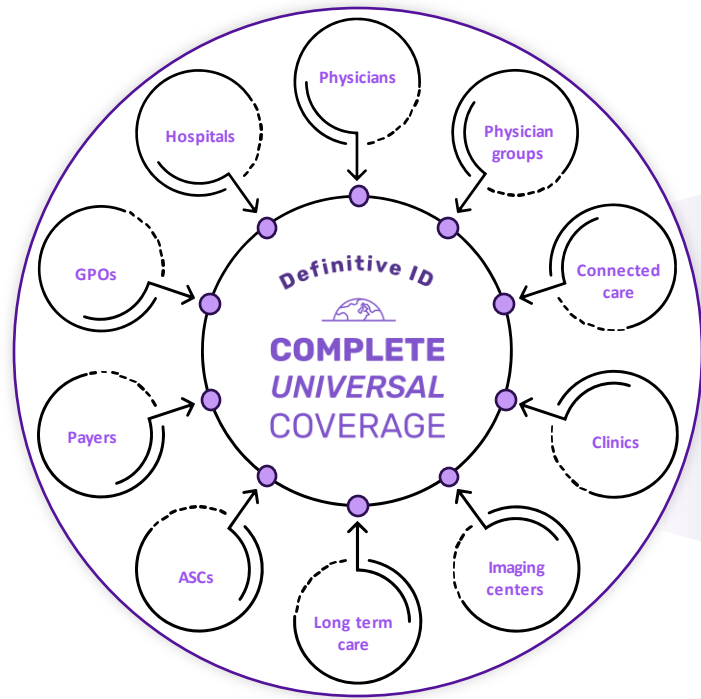 Physicians
Physician
groups
Connected
care
Clinics
Imaging
centers
Long term
care
ASCs
Payers
GPOs
Hospitals
Definitive ID
COMPLETE
UNIVERSAL
COVERAGE